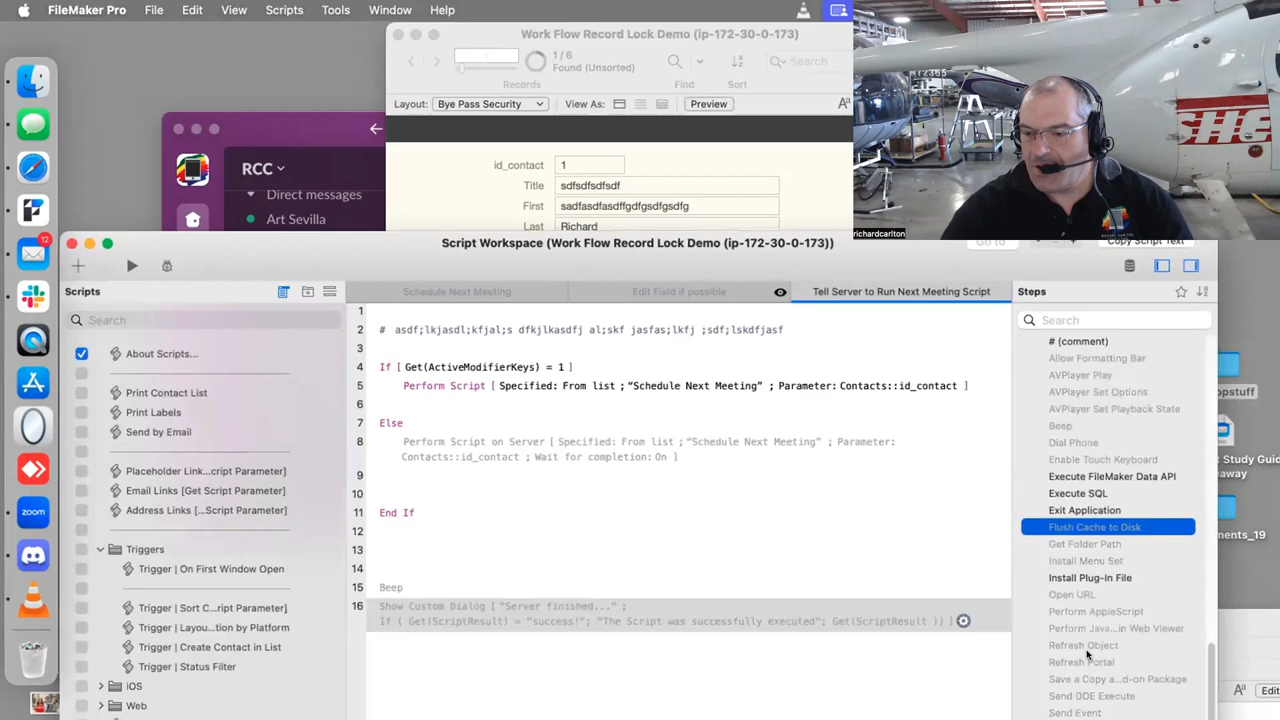 FileMaker Pro File Edit View Scripts Tools Window Help
Work Flow Record Lock Demo (ip-172-30-0-173)
1
1 / 6
Found (Unsorted)
Search
Records
Find
Sort
Layout: Bye Pass Security
View As:
Preview
Aa
id_contact 1
Title sdfsdfsdfsdf
First sadfasdfasdffgdfgsdfgsdfg
Last Richard
RCC
Direct messages
Art Sevilla
12
zoom
richardcarlton
Go to
Copy Script Text
Script Workspace (Work Flow Record Lock Demo (ip-172-30-0-173))
Scripts
Search
About Scripts...
Print Contact List
Print Labels
Send by Email
Placeholder Link...cript Parameter]
Email Links [Get Script Parameter]
Address Links [...Script Parameter]
Triggers
Trigger | On First Window Open
Trigger | Sort C...ript Parameter]
Trigger | Layou...tion by Platform
Trigger | Create Contact in List
Trigger | Status Filter
iOS
Web
Schedule Next Meeting
Edit Field if possible
Tell Server to Run Next Meeting Script
1
2 # asdf;lkjasdl;kfjal;s dfkjlkasdfj al;skf jasfas;lkfj ;sdf;lskdfjasf
3
4 If [ Get(ActiveModifierKeys) = 1 ]
5 Perform Script [ Specified: From list ; “Schedule Next Meeting” ; Parameter: Contacts::id_contact ]
6
7 Else
8 Perform Script on Server [ Specified: From list ; “Schedule Next Meeting” ; Parameter:
Contacts::id_contact ; Wait for completion: On ]
9
10
11 End If
12
13
14
15 Beep
16 Show Custom Dialog [ "Server finished..." ;
If ( Get(ScriptResult) = "success!"; "The Script was successfully executed"; Get(ScriptResult )) ]
Steps
Search
# (comment)
Allow Formatting Bar
AVPlayer Play
AVPlayer Set Options
AVPlayer Set Playback State
Beep
Dial Phone
Enable Touch Keyboard
Execute FileMaker Data API
Execute SQL
Exit Application
Flush Cache to Disk
Get Folder Path
Install Menu Set
Install Plug-In File
Open URL
Perform AppleScript
Perform Java...in Web Viewer
Refresh Object
Refresh Portal
Save a Copy a...d-on Package
Send DDE Execute
Send Event
opstuff
t Study Guid
eaway
ments_19
Aa
Edit